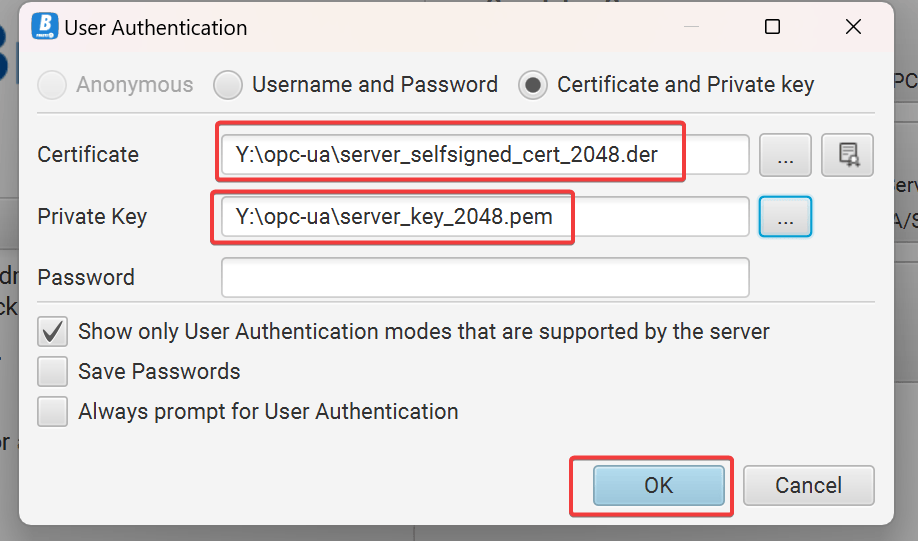 User Authentication
Anonymous Username and Password Certificate and Private key
Certificate Y:\opc-ua\server_selfsigned_cert_2048.der ...
Private Key Y:\opc-ua\server_key_2048.pem ...
Password
Show only User Authentication modes that are supported by the server
Save Passwords
Always prompt for User Authentication
OK Cancel